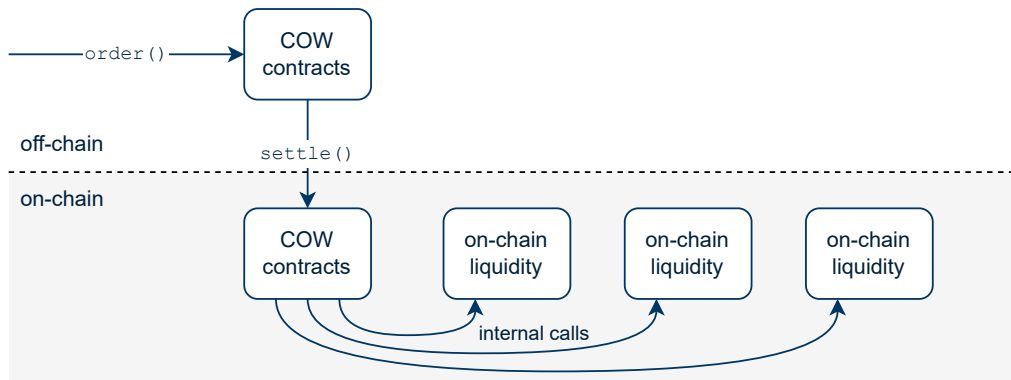 COW
contracts
order()
off-chain
settle()
on-chain
COW
contracts
on-chain
liquidity
on-chain
liquidity
on-chain
liquidity
internal calls